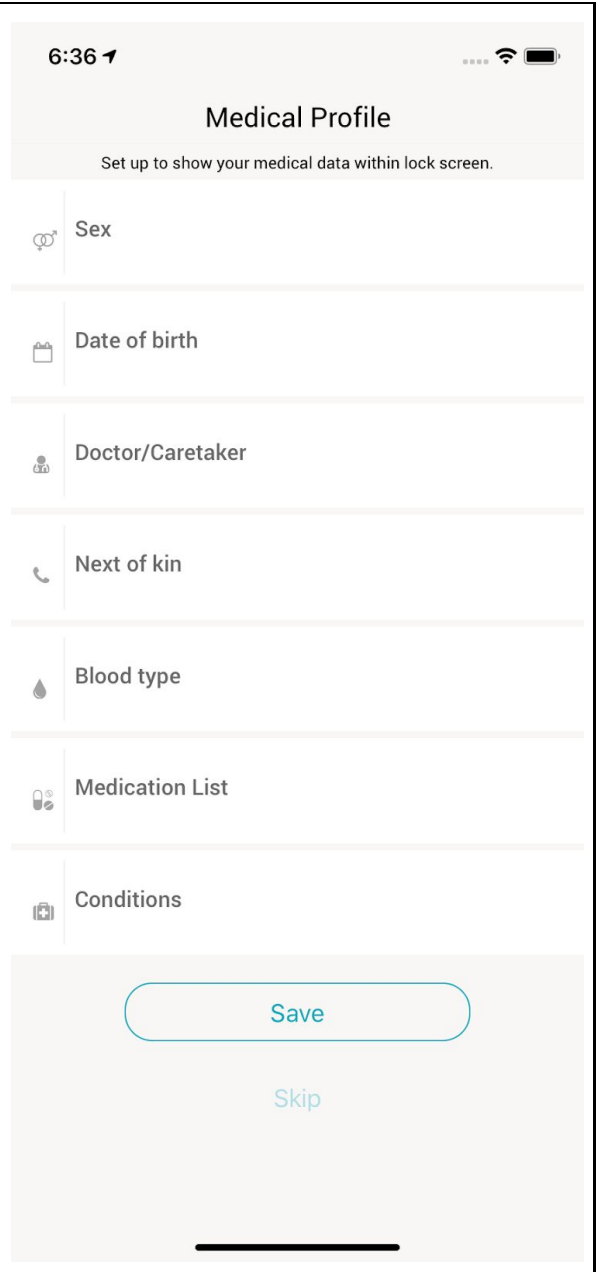 6:36
Medical Profile
Set up to show your medical data within lock screen.
Sex
Date of birth
Doctor/Caretaker
Next of kin
Blood type
Medication List
Conditions
Save
Skip